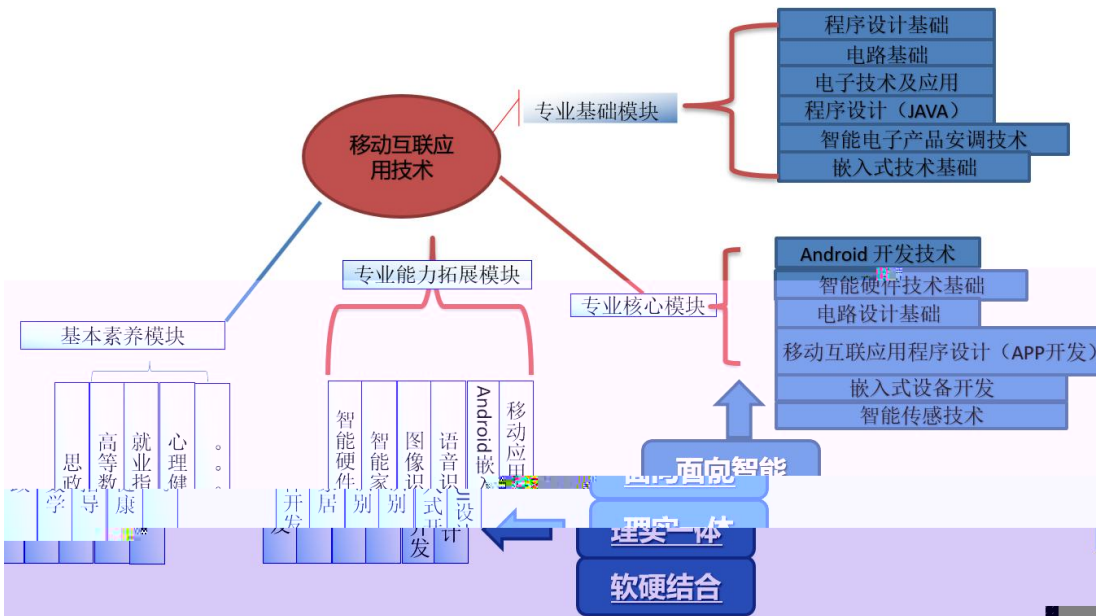 移动互联应
用技术
专业基础模块
程序设计基础
电路基础
电子技术及应用
程序设计（JAVA）
智能电子产品安调技术
嵌入式技术基础
专业核心模块
Android 开发技术
智能硬件技术基础
电路设计基础
移动互联应用程序设计（APP开发）
嵌入式设备开发
智能传感技术
专业能力拓展模块
智能硬件开发
智能家居
图像识别
语音识别
Android嵌入式开发
移动应用
设计
基本素养模块
思政
高等数学
就业指导
心理健康
。。。
面向智能
理实一体
软硬结合